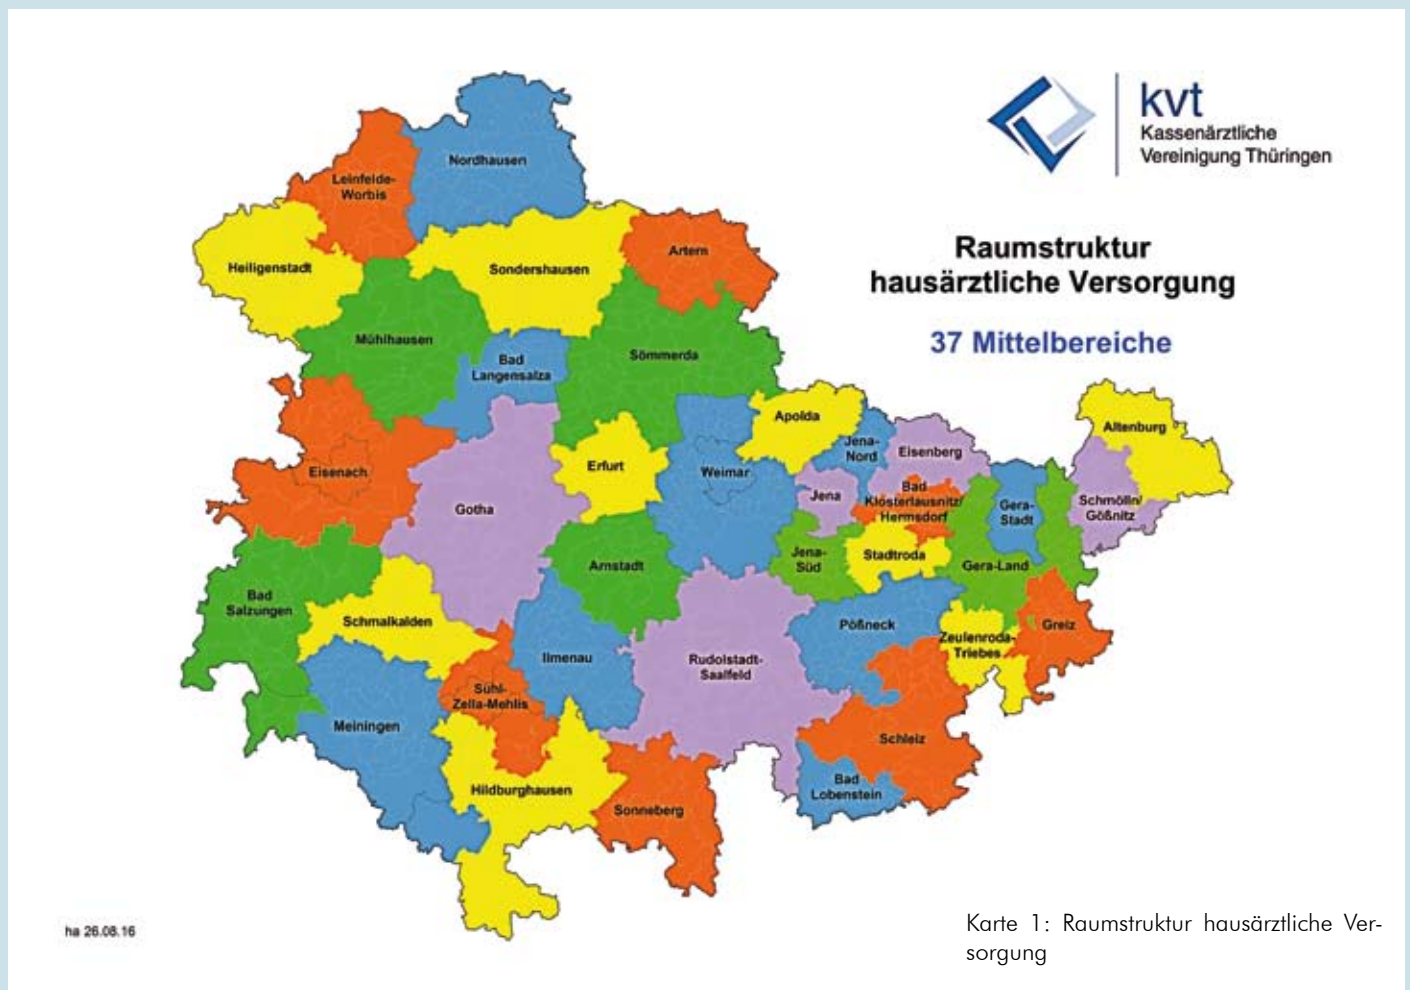 kvt
Kassenärztliche
Vereinigung Thüringen
Raumstruktur
hausärztliche Versorgung
37 Mittelbereiche
Nordhausen
Leinfelde-
Worbis
Heiligenstadt
Sondershausen
Artern
Mühlhausen
Bad
Langensalza
Sömmerda
Apolda
Altenburg
Jena-
Nord
Eisenberg
Eisenach
Erfurt
Weimar
Gotha
Jena
Bad
Klosterlausnitz/
Hermsdorf
Gera-
Stadt
Schmölln/
Gößnitz
Arnstadt
Jena-
Süd
Stadtroda
Gera-Land
Bad
Salzungen
Schmalkalden
Pößneck
Greiz
Zeulenroda-
Triebes
Ilmenau
Rudolstadt-
Saalfeld
Suhl-
Zella-Mehlis
Meiningen
Schleiz
Hildburghausen
Bad
Lobenstein
Sonneberg
ha 26.08.16
Karte 1: Raumstruktur hausärztliche Ver-
sorgung